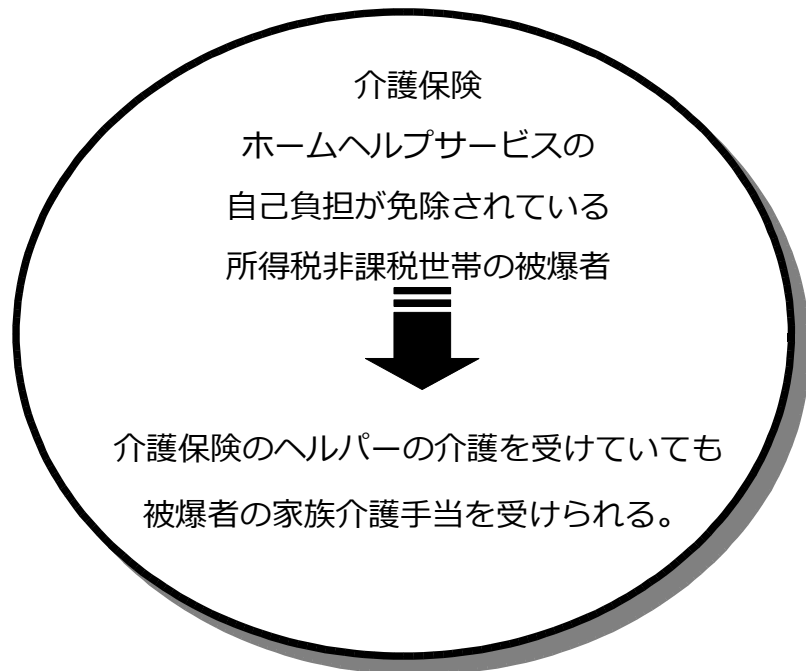 介護保険
ホームヘルプサービスの
自己負担が免除されている
所得税非課税世帯の被爆者
介護保険のヘルパーの介護を受けていても
被爆者の家族介護手当を受けられる。